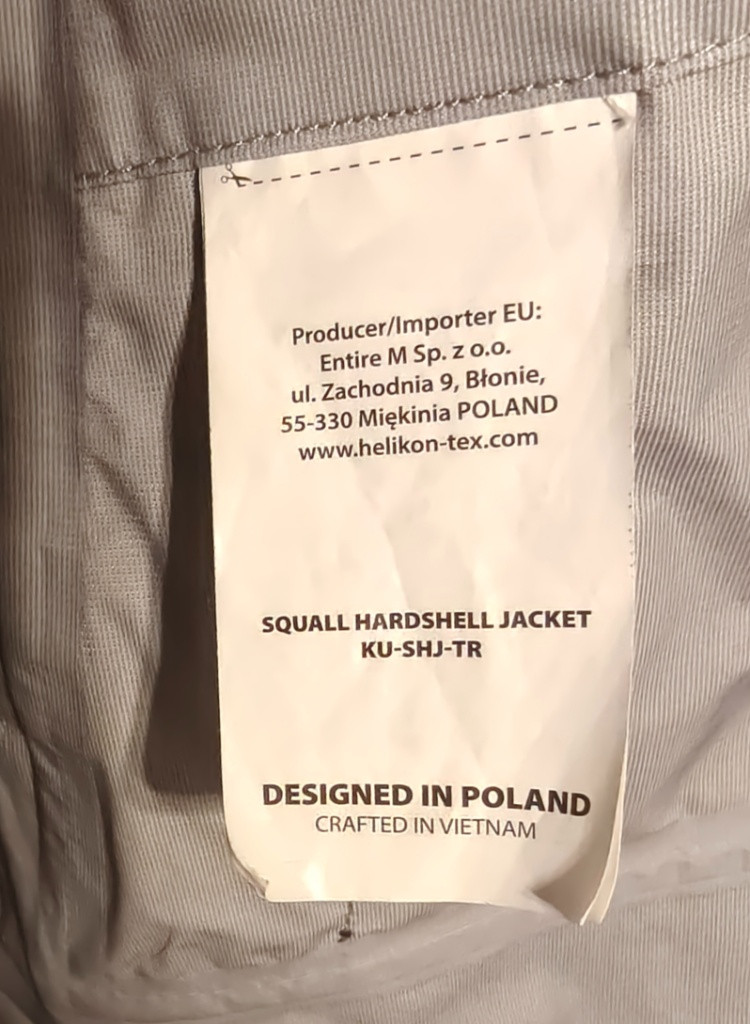 Producer/Importer EU:
Entire M Sp. z o.o.
ul. Zachodnia 9, Błonie,
55-330 Miękinia POLAND
www.helikon-tex.com
SQUALL HARDSHELL JACKET
KU-SHJ-TR
DESIGNED IN POLAND
CRAFTED IN VIETNAM